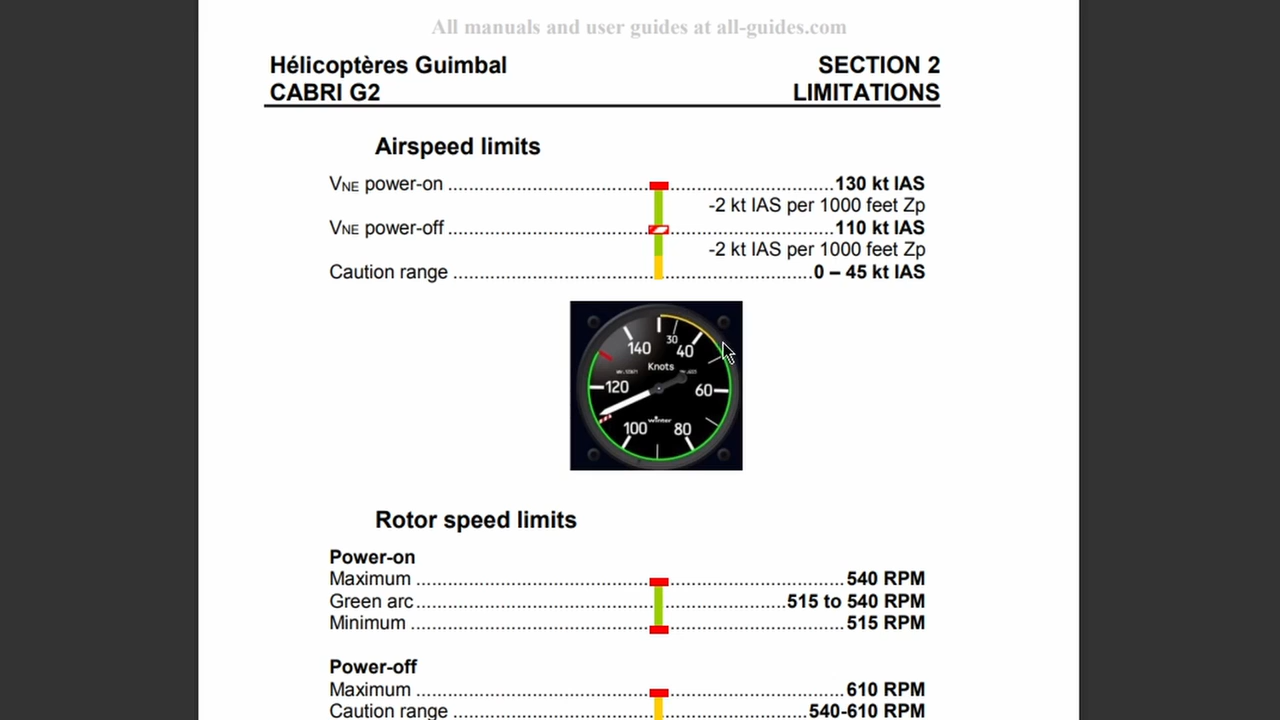 All manuals and user guides at all-guides.com
Hélicoptères Guimbal SECTION 2
CABRI G2 LIMITATIONS
Airspeed limits
VNE power-on 130 kt IAS
-2 kt IAS per 1000 feet Zp
VNE power-off 110 kt IAS
-2 kt IAS per 1000 feet Zp
Caution range 0 – 45 kt IAS
140 30 40
Knots
120 60
winter
100 80
Rotor speed limits
Power-on
Maximum 540 RPM
Green arc 515 to 540 RPM
Minimum 515 RPM
Power-off
Maximum 610 RPM
Caution range 540-610 RPM